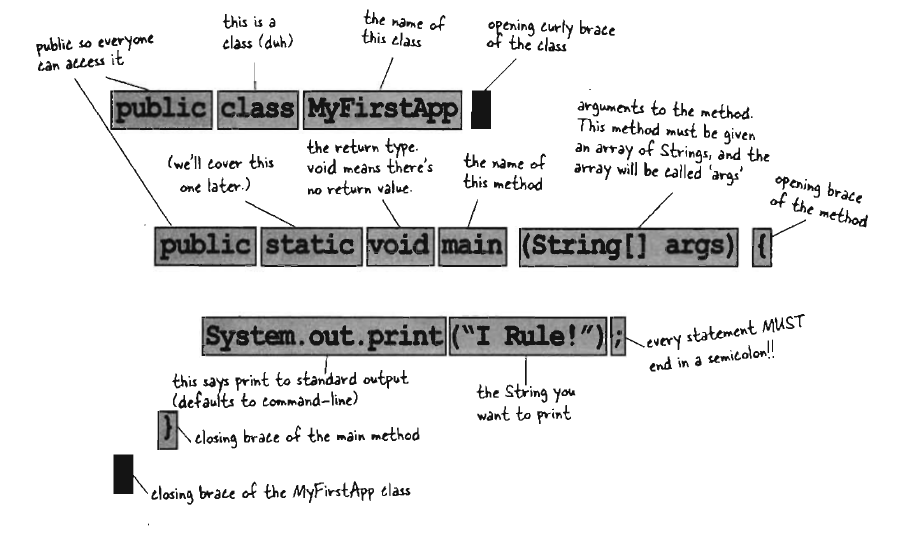 public so everyone
can access it
this is a
class (duh)
the name of
this class
opening curly brace
of the class
public class MyFirstApp
(we'll cover this
one later.)
the return type.
void means there's
no return value.
the name of
this method
arguments to the method.
This method must be given
an array of Strings, and the
array will be called 'args'
opening brace
of the method
public static void main (String[] args) {
System.out.print("I Rule!");
every statement MUST
end in a semicolon!!
this says print to standard output
(defaults to command-line)
the String you
want to print
}
closing brace of the main method
closing brace of the MyFirstApp class